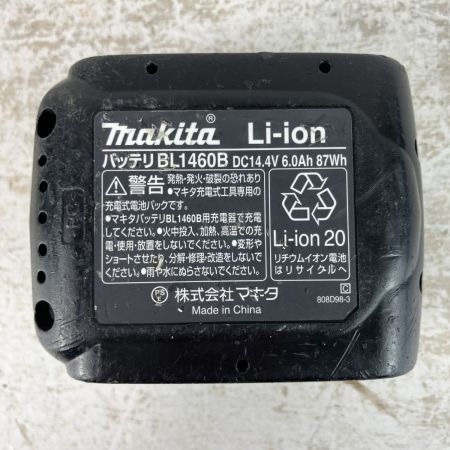 makita® Li-ion
バッテリ BL1460B DC14.4V 6.0Ah 87Wh
⚠警告 発熱・発火・破裂の恐れあり
●マキタ充電式工具専用の
充電式電池パックです。
●マキタバッテリBL1460B用充電器で充電
してください。●火中投入、加熱、高温での充
電・使用・放置をしないでください。●変形や
ショートさせたり、分解・修理・改造をしないで
ください。●雨や水にぬらさないでください。
Li-ion 20
リチウムイオン電池
はリサイクルへ
PS
E
株式会社マキタ
Made in China
C
808D98-3